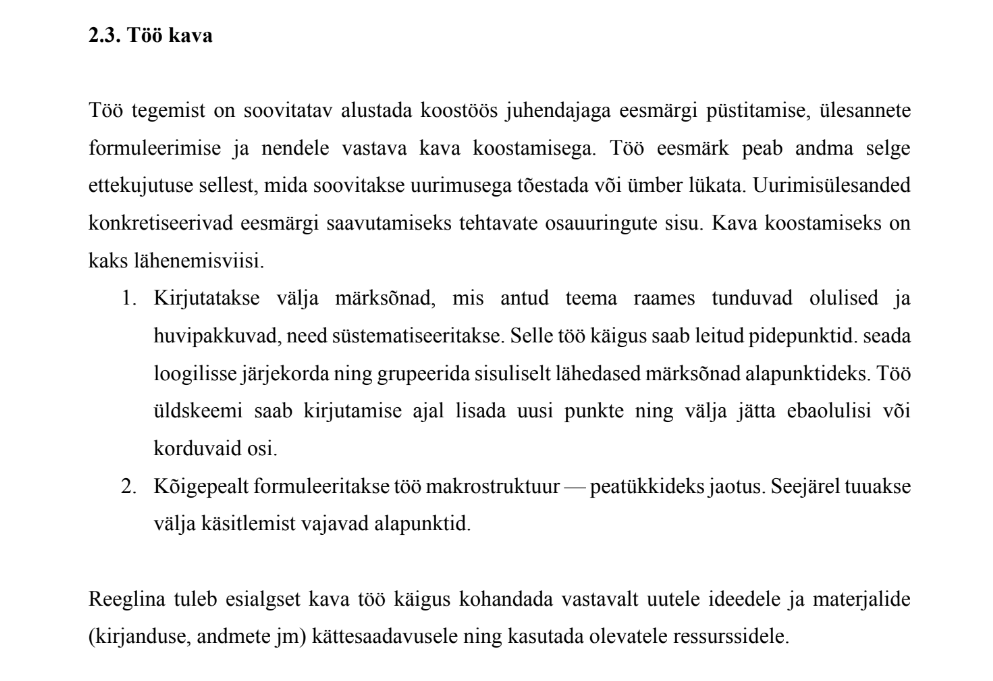 2.3. Töö kava
Töö tegemist on soovitatav alustada koostöös juhendajaga eesmärgi püstitamise, ülesannete
formuleerimise ja nendele vastava kava koostamisega. Töö eesmärk peab andma selge
ettekujutuse sellest, mida soovitakse uurimusega tõestada või ümber lükata. Uurimisülesanded
konkretiseerivad eesmärgi saavutamiseks tehtavate osauuringute sisu. Kava koostamiseks on
kaks lähenemisviisi.
1. Kirjutatakse välja märksõnad, mis antud teema raames tunduvad olulised ja
huvipakkuvad, need süstematiseeritakse. Selle töö käigus saab leitud pidepunktid. seada
loogilisse järjekorda ning grupeerida sisuliselt lähedased märksõnad alapunktideks. Töö
üldskeemi saab kirjutamise ajal lisada uusi punkte ning välja jätta ebaolulisi või
korduvaid osi.
2. Kõigepealt formuleeritakse töö makrostruktuur — peatükkideks jaotus. Seejärel tuuakse
välja käsitlemist vajavad alapunktid.
Reeglina tuleb esialgset kava töö käigus kohandada vastavalt uutele ideedele ja materjalide
(kirjanduse, andmete jm) kättesaadavusele ning kasutada olevatele ressurssidele.